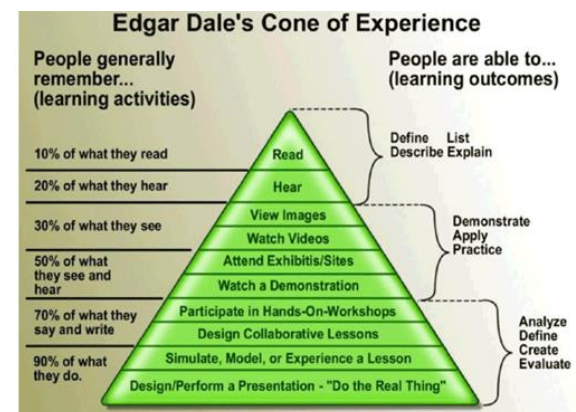 Edgar Dale's Cone of Experience
People generally
remember...
(learning activities)
People are able to...
(learning outcomes)
10% of what they read
20% of what they hear
30% of what they see
50% of what
they see and
hear
70% of what they
say and write
90% of what
they do.
Read
Hear
View Images
Watch Videos
Attend Exhibitis/Sites
Watch a Demonstration
Participate in Hands-On-Workshops
Design Collaborative Lessons
Simulate, Model, or Experience a Lesson
Design/Perform a Presentation - "Do the Real Thing"
Define List
Describe Explain
Demonstrate
Apply
Practice
Analyze
Define
Create
Evaluate